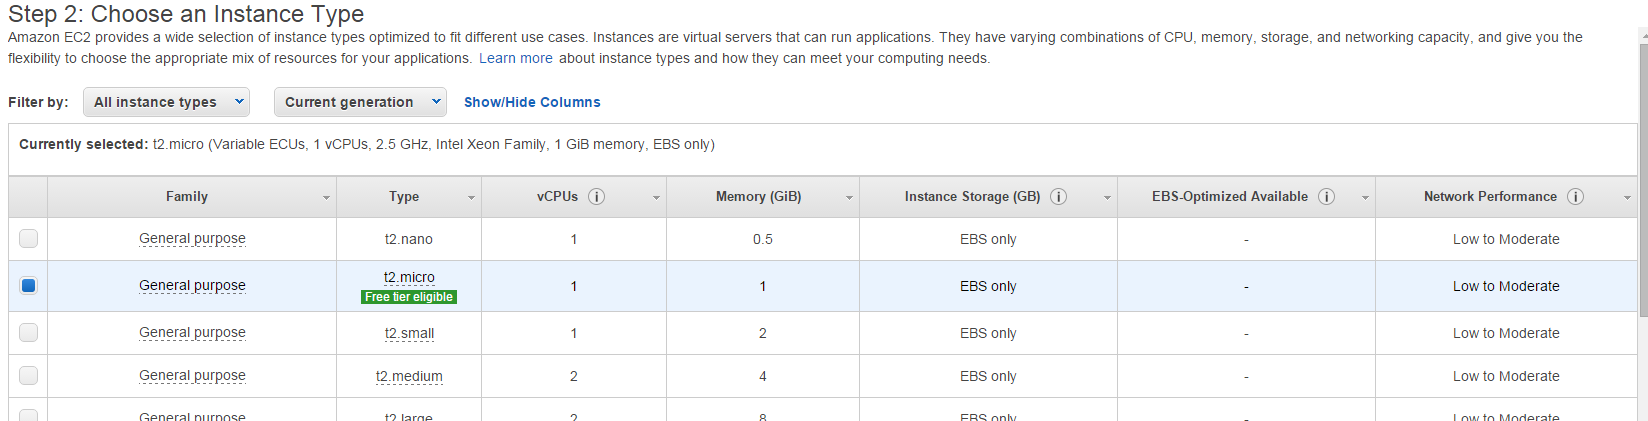 Step 2: Choose an Instance Type
Amazon EC2 provides a wide selection of instance types optimized to fit different use cases. Instances are virtual servers that can run applications. They have varying combinations of CPU, memory, storage, and networking capacity, and give you the
flexibility to choose the appropriate mix of resources for your applications. Learn more about instance types and how they can meet your computing needs.
Filter by: All instance types Current generation Show/Hide Columns
Currently selected: t2.micro (Variable ECUs, 1 vCPUs, 2.5 GHz, Intel Xeon Family, 1 GiB memory, EBS only)
Family Type vCPUs Memory (GiB) Instance Storage (GB) EBS-Optimized Available Network Performance
General purpose t2.nano 1 0.5 EBS only - Low to Moderate
General purpose t2.micro 1 1 EBS only - Low to Moderate
Free tier eligible
General purpose t2.small 1 2 EBS only - Low to Moderate
General purpose t2.medium 2 4 EBS only - Low to Moderate
General purpose t2.large 2 8 EBS only - Low to Moderate